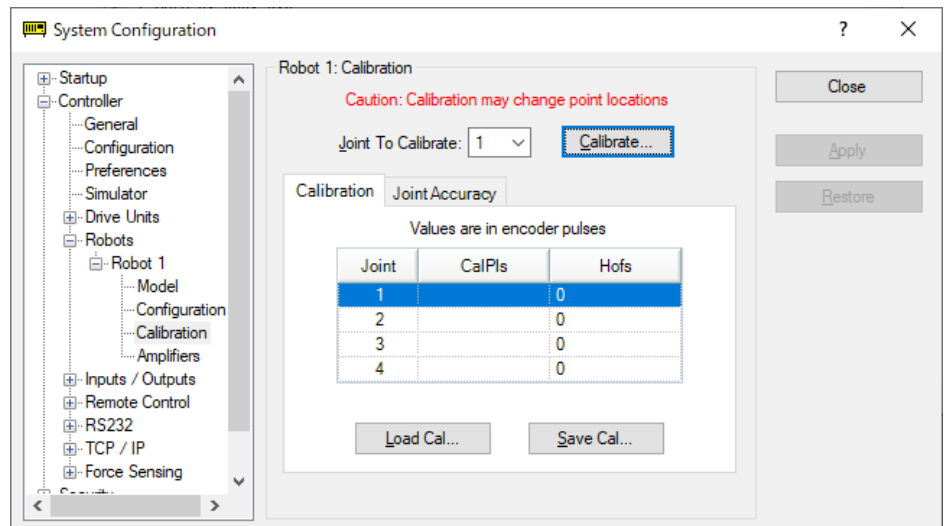 System Configuration
?
Startup
Controller
General
Configuration
Preferences
Simulator
Drive Units
Robots
Robot 1
Model
Configuration
Calibration
Amplifiers
Inputs / Outputs
Remote Control
RS232
TCP / IP
Force Sensing
Robot 1: Calibration
Caution: Calibration may change point locations
Joint To Calibrate: 1 Calibrate...
Calibration Joint Accuracy
Values are in encoder pulses
Joint CalPls Hofs
1 0
2 0
3 0
4 0
Load Cal... Save Cal...
Close
Apply
Restore